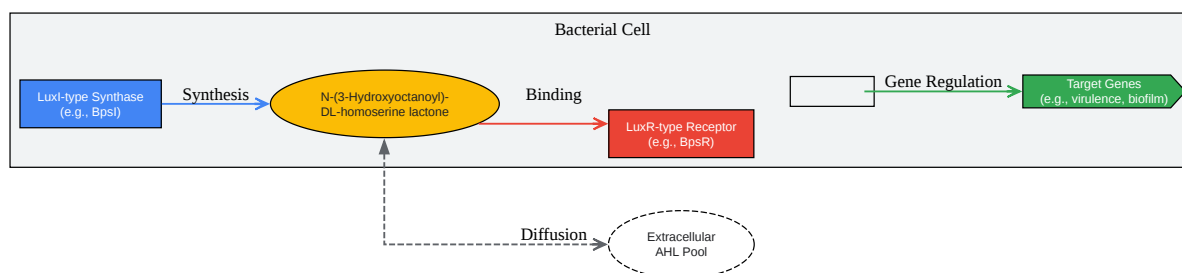 Bacterial Cell
LuxI-type Synthase
(e.g., BpsI)
Synthesis
N-(3-Hydroxyoctanoyl)-
DL-homoserine lactone
Binding
LuxR-type Receptor
(e.g., BpsR)
Gene Regulation
Target Genes
(e.g., virulence, biofilm)
Diffusion
Extracellular
AHL Pool